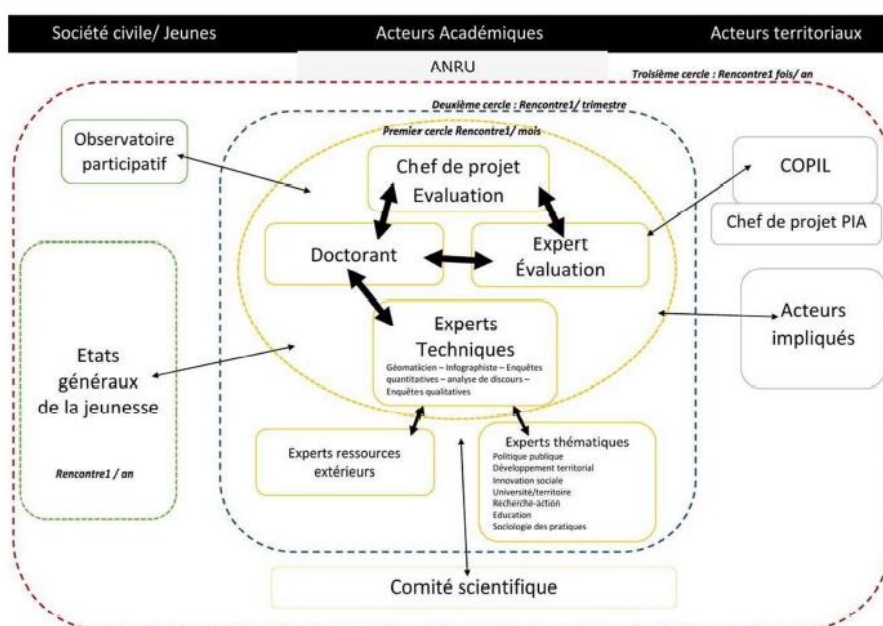 Société civile/ Jeunes
Acteurs Académiques
Acteurs territoriaux
ANRU
Troisième cercle : Rencontre1 fois/ an
Deuxième cercle : Rencontre1/ trimestre
Premier cercle Rencontre1/ mois
Observatoire
participatif
Chef de projet
Evaluation
COPIL
Chef de projet PIA
Doctorant
Expert
Évaluation
Experts
Techniques
Géomaticien – Infographiste – Enquêtes
quantitatives – analyse de discours –
Enquêtes qualitatives
Acteurs
impliqués
Etats
généraux
de la jeunesse
Rencontre1 / an
Experts ressources
extérieurs
Experts thématiques
Politique publique
Développement territorial
Innovation sociale
Université/territoire
Recherche-action
Education
Sociologie des pratiques
Comité scientifique